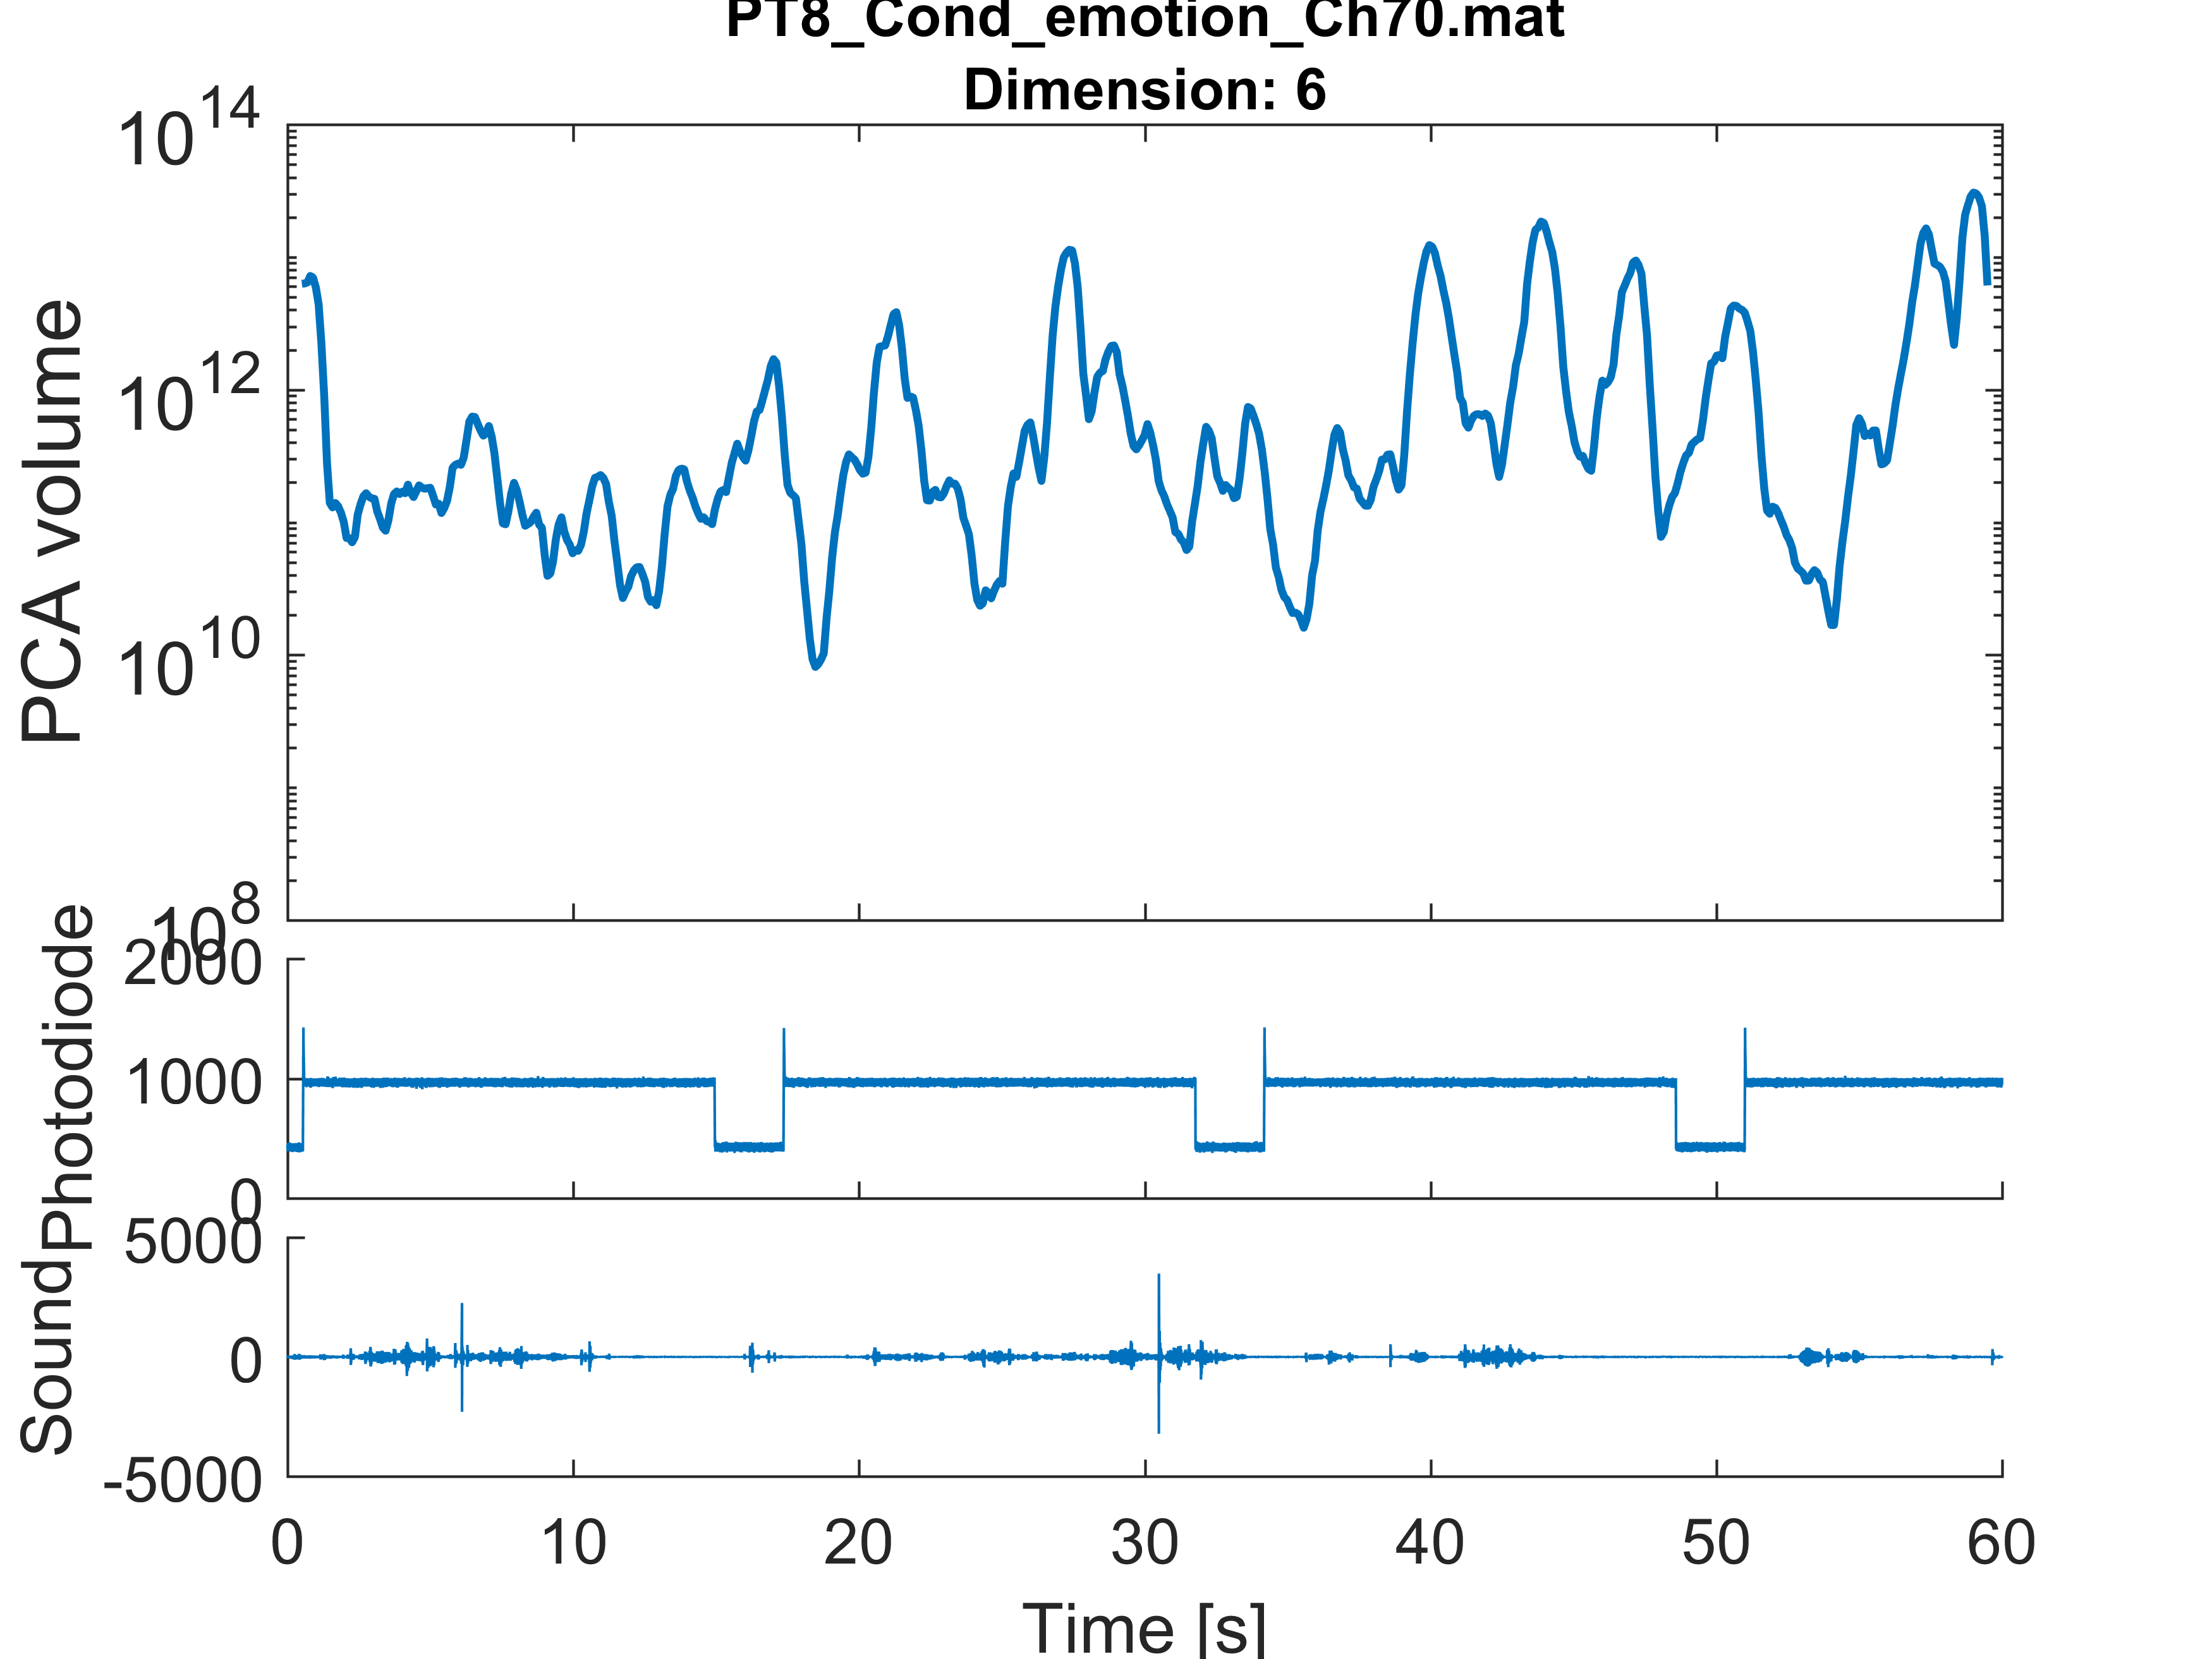 PT8_Cond_emotion_Ch70.mat
Dimension: 6
PCA volume
10^14
10^12
10^10
10^8
Photodiode
2000
1000
0
Sound
5000
0
-5000
0 10 20 30 40 50 60
Time [s]